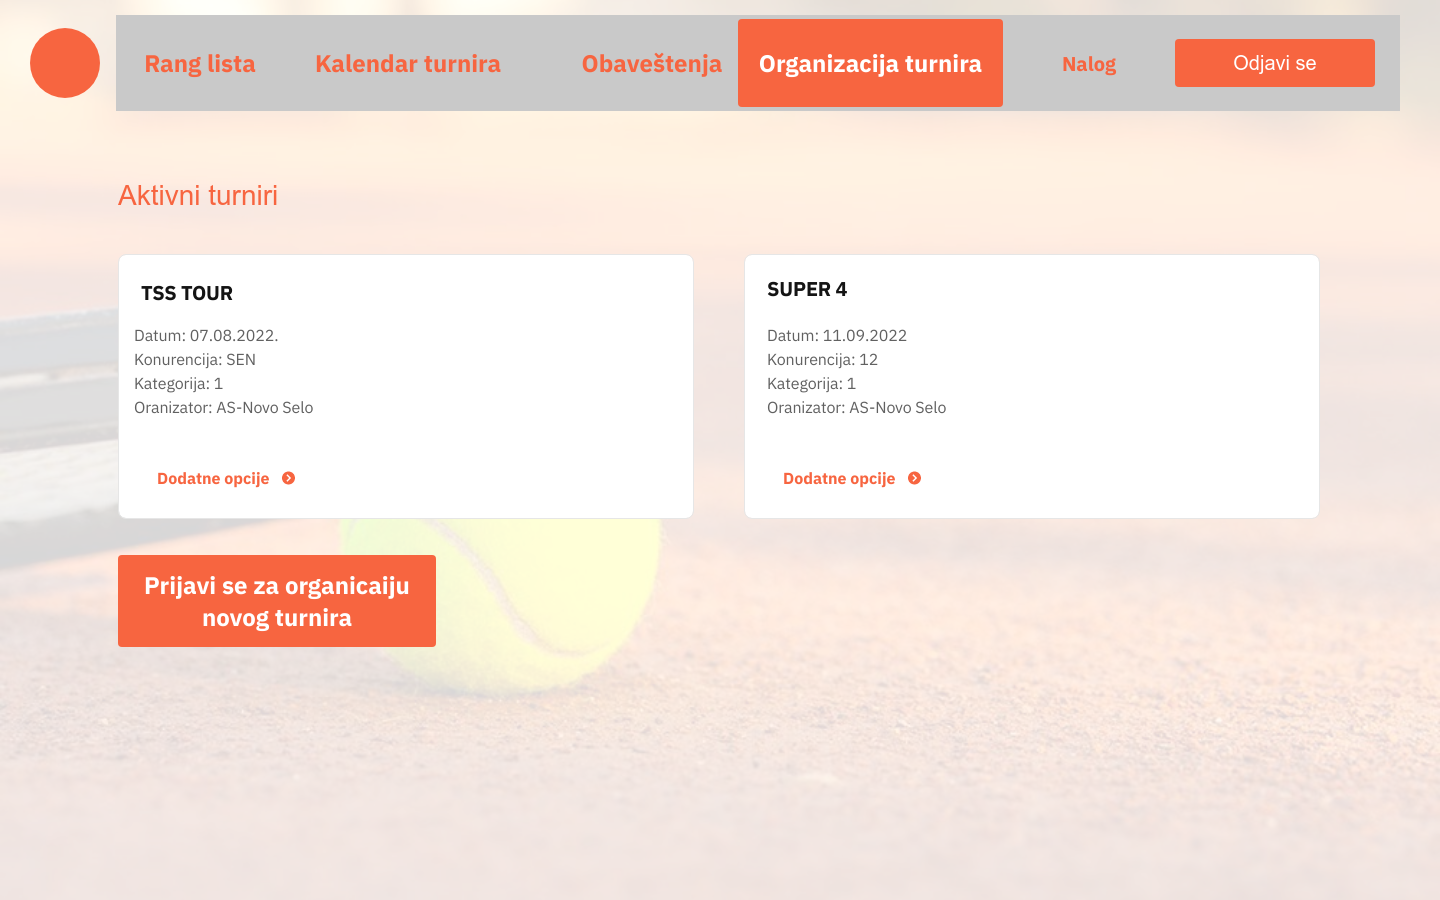 Rang lista
Kalendar turnira
Obaveštenja
Organizacija turnira
Nalog
Odjavi se
Aktivni turniri
TSS TOUR
Datum: 07.08.2022.
Konurencija: SEN
Kategorija: 1
Oranizator: AS-Novo Selo
Dodatne opcije
SUPER 4
Datum: 11.09.2022
Konurencija: 12
Kategorija: 1
Oranizator: AS-Novo Selo
Dodatne opcije
Prijavi se za organicaiju
novog turnira